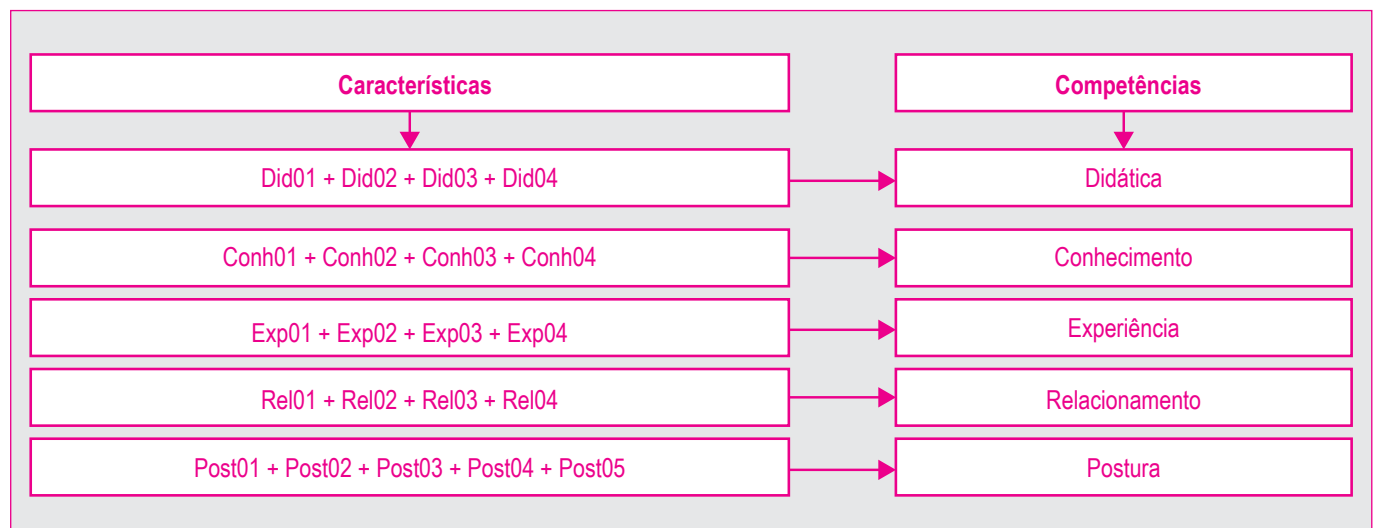 Características
Competências
Did01 + Did02 + Did03 + Did04
Didática
Conh01 + Conh02 + Conh03 + Conh04
Conhecimento
Exp01 + Exp02 + Exp03 + Exp04
Experiência
Rel01 + Rel02 + Rel03 + Rel04
Relacionamento
Post01 + Post02 + Post03 + Post04 + Post05
Postura